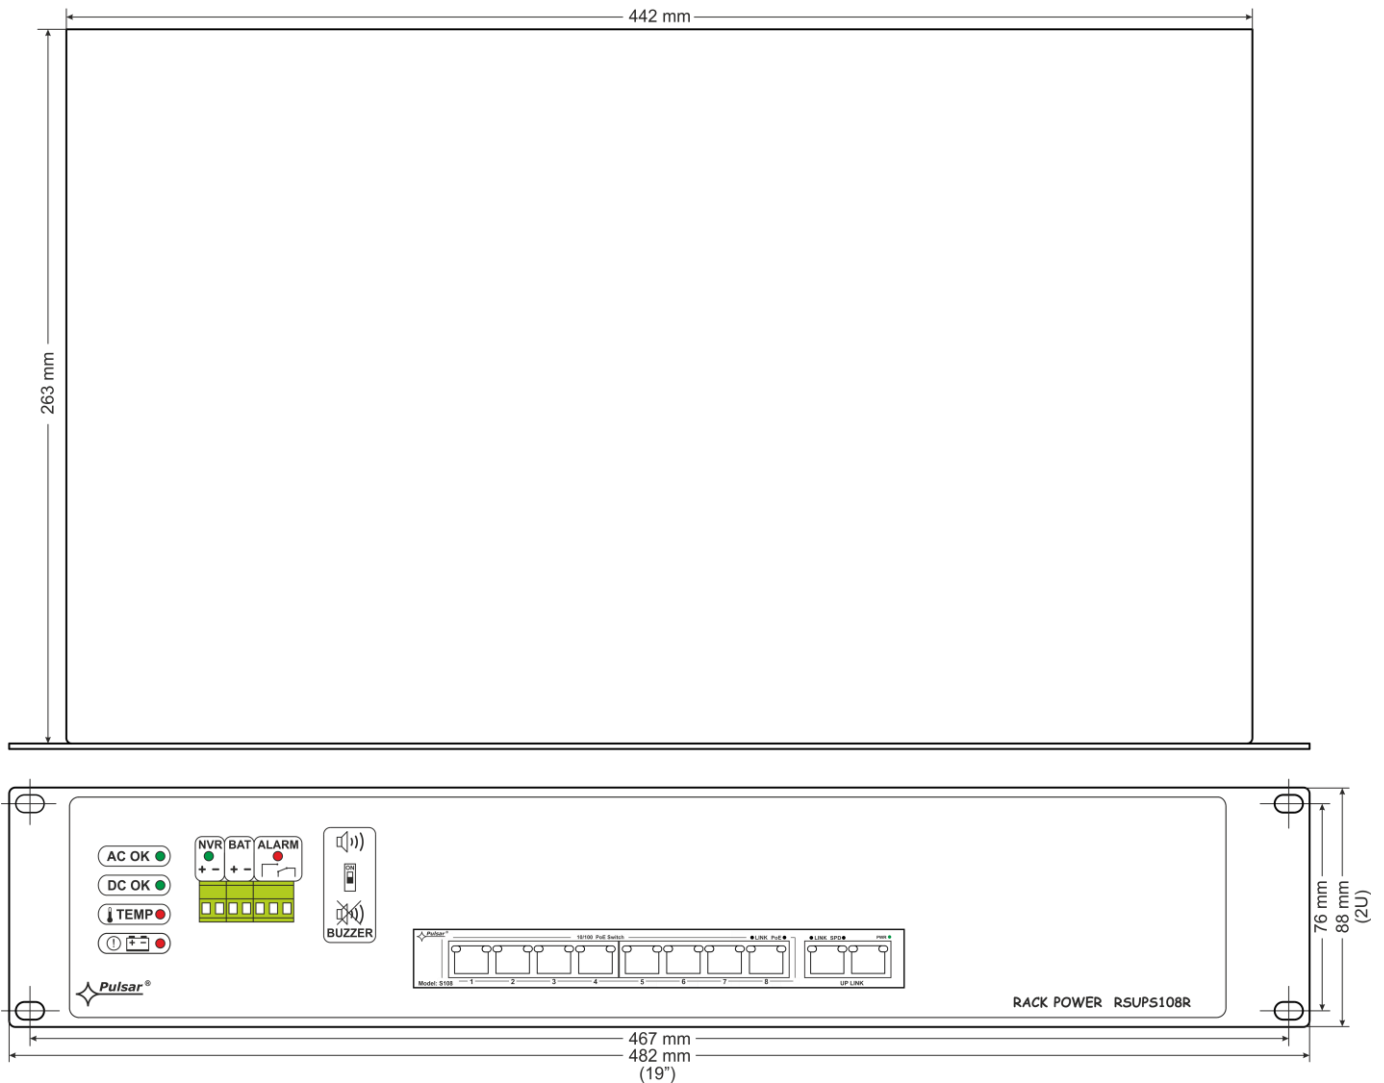 442 mm
263 mm
AC OK
DC OK
TEMP
NVR BAT ALARM
+ - + -
ON
BUZZER
+ -
Pulsar®
Pulsar®
10/100 PoE Switch
LINK PoE
LINK SPD
PWR
Model: S108
1 2 3 4 5 6 7 8
UP LINK
RACK POWER RSUPS108R
76 mm
88 mm
(2U)
467 mm
482 mm
(19")